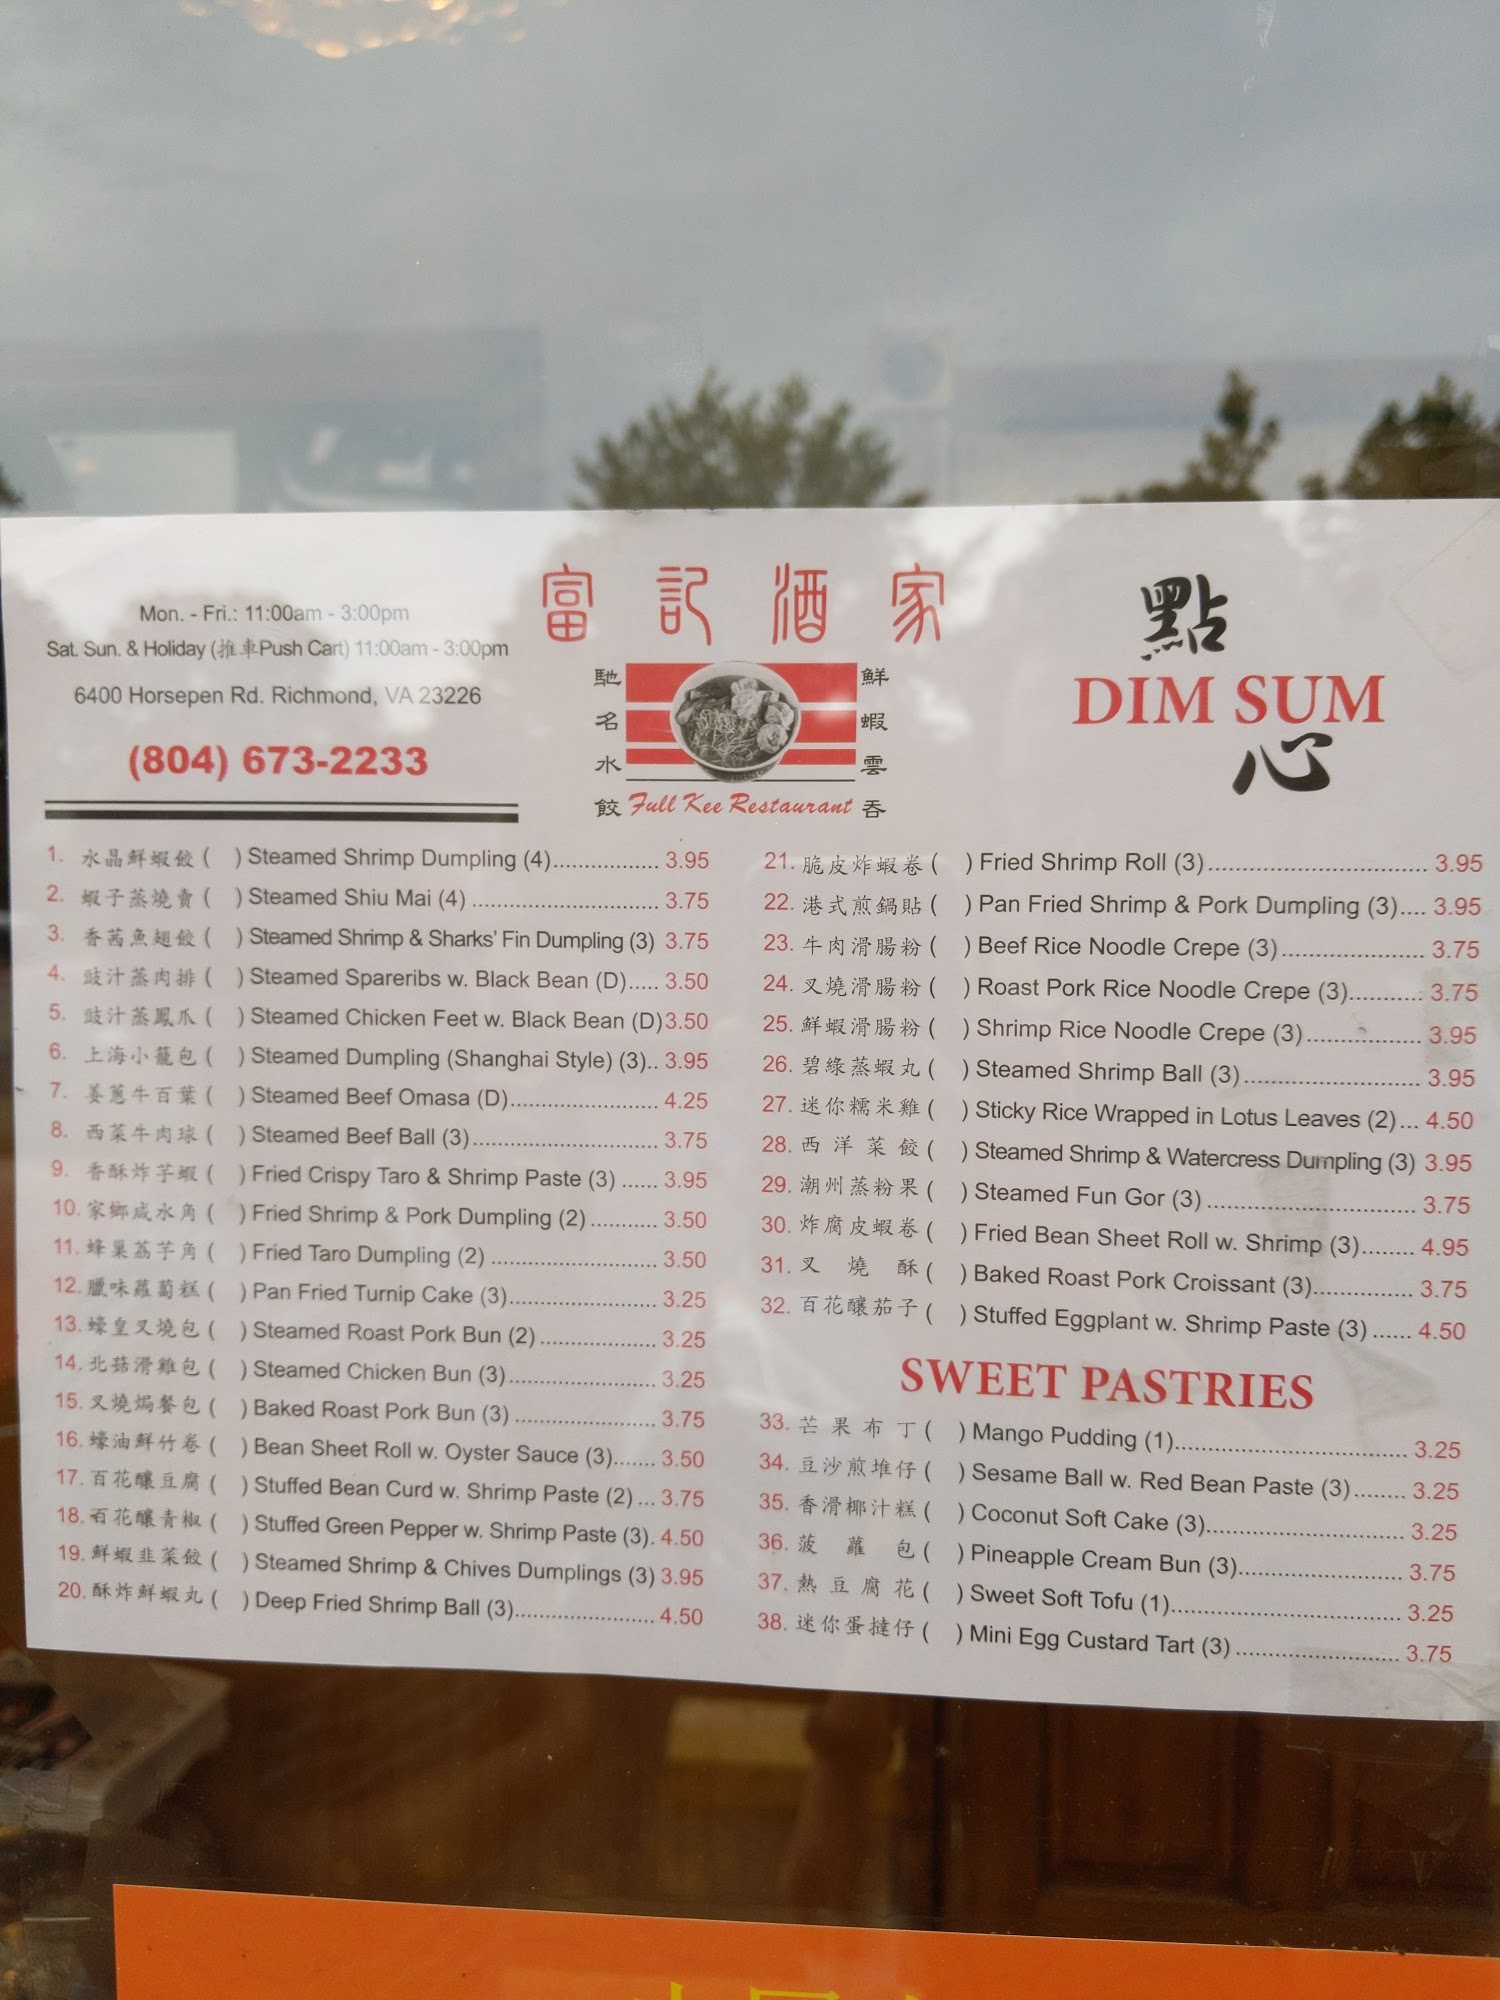 富記酒家
Mon. - Fri.: 11:00am - 3:00pm
Sat. Sun. & Holiday (推車Push Cart) 11:00am - 3:00pm
6400 Horsepen Rd. Richmond, VA 23226
(804) 673-2233
馳名水餃
鮮蝦雲吞
Full Kee Restaurant
點
DIM SUM
心
1. 水晶鮮蝦餃 ( ) Steamed Shrimp Dumpling (4).................. 3.95
2. 蝦子蒸燒賣 ( ) Steamed Shiu Mai (4) ................................ 3.75
3. 香茜魚翅餃 ( ) Steamed Shrimp & Sharks' Fin Dumpling (3) 3.75
4. 豉汁蒸肉排 ( ) Steamed Spareribs w. Black Bean (D)..... 3.50
5. 豉汁蒸鳳爪 ( ) Steamed Chicken Feet w. Black Bean (D) 3.50
6. 上海小籠包 ( ) Steamed Dumpling (Shanghai Style) (3).. 3.95
7. 姜蔥牛百葉 ( ) Steamed Beef Omasa (D)......................... 4.25
8. 西菜牛肉球 ( ) Steamed Beef Ball (3)................................ 3.75
9. 香酥炸芋蝦 ( ) Fried Crispy Taro & Shrimp Paste (3) ...... 3.95
10. 家鄉咸水角 ( ) Fried Shrimp & Pork Dumpling (2) ........... 3.50
11. 蜂巢荔芋角 ( ) Fried Taro Dumpling (2) ............................ 3.50
12. 臘味蘿蔔糕 ( ) Pan Fried Turnip Cake (3)......................... 3.25
13. 蠔皇叉燒包 ( ) Steamed Roast Pork Bun (2) .................... 3.25
14. 北菇滑雞包 ( ) Steamed Chicken Bun (3)......................... 3.25
15. 叉燒焗餐包 ( ) Baked Roast Pork Bun (3) ........................ 3.75
16. 蠔油鮮竹卷 ( ) Bean Sheet Roll w. Oyster Sauce (3)....... 3.50
17. 百花釀豆腐 ( ) Stuffed Bean Curd w. Shrimp Paste (2) ... 3.75
18. 百花釀青椒 ( ) Stuffed Green Pepper w. Shrimp Paste (3). 4.50
19. 鮮蝦韭菜餃 ( ) Steamed Shrimp & Chives Dumplings (3) 3.95
20. 酥炸鮮蝦丸 ( ) Deep Fried Shrimp Ball (3)........................ 4.50
21. 脆皮炸蝦卷 ( ) Fried Shrimp Roll (3) ................................. 3.95
22. 港式煎鍋貼 ( ) Pan Fried Shrimp & Pork Dumpling (3).... 3.95
23. 牛肉滑腸粉 ( ) Beef Rice Noodle Crepe (3)...................... 3.75
24. 叉燒滑腸粉 ( ) Roast Pork Rice Noodle Crepe (3)........... 3.75
25. 鮮蝦滑腸粉 ( ) Shrimp Rice Noodle Crepe (3).................. 3.95
26. 碧綠蒸蝦丸 ( ) Steamed Shrimp Ball (3)........................... 3.95
27. 迷你糯米雞 ( ) Sticky Rice Wrapped in Lotus Leaves (2)... 4.50
28. 西洋菜餃 ( ) Steamed Shrimp & Watercress Dumpling (3) 3.95
29. 潮州蒸粉果 ( ) Steamed Fun Gor (3) ................................ 3.75
30. 炸腐皮蝦卷 ( ) Fried Bean Sheet Roll w. Shrimp (3)........ 4.95
31. 叉燒酥 ( ) Baked Roast Pork Croissant (3)................ 3.75
32. 百花釀茄子 ( ) Stuffed Eggplant w. Shrimp Paste (3) ...... 4.50
SWEET PASTRIES
33. 芒果布丁 ( ) Mango Pudding (1)..................................... 3.25
34. 豆沙煎堆仔 ( ) Sesame Ball w. Red Bean Paste (3)........ 3.25
35. 香滑椰汁糕 ( ) Coconut Soft Cake (3)............................... 3.25
36. 菠蘿包 ( ) Pineapple Cream Bun (3).......................... 3.75
37. 熱豆腐花 ( ) Sweet Soft Tofu (1).................................... 3.25
38. 迷你蛋撻仔 ( ) Mini Egg Custard Tart (3) .......................... 3.75